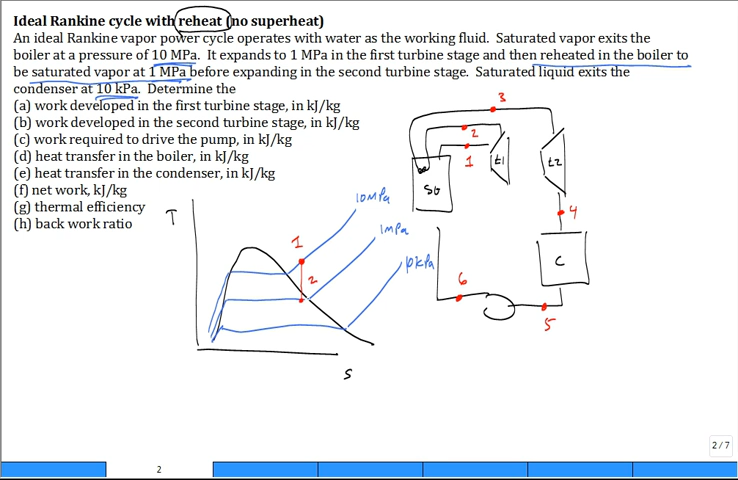 Ideal Rankine cycle with reheat (no superheat)
An ideal Rankine vapor power cycle operates with water as the working fluid. Saturated vapor exits the
boiler at a pressure of 10 MPa. It expands to 1 MPa in the first turbine stage and then reheated in the boiler to
be saturated vapor at 1 MPa before expanding in the second turbine stage. Saturated liquid exits the
condenser at 10 kPa. Determine the
(a) work developed in the first turbine stage, in kJ/kg
(b) work developed in the second turbine stage, in kJ/kg
(c) work required to drive the pump, in kJ/kg
(d) heat transfer in the boiler, in kJ/kg
(e) heat transfer in the condenser, in kJ/kg
(f) net work, kJ/kg
(g) thermal efficiency
(h) back work ratio
3
2
1
t1
t2
SG
4
C
6
5
T
10MPa
1MPa
10kPa
1
2
S
2/7
2